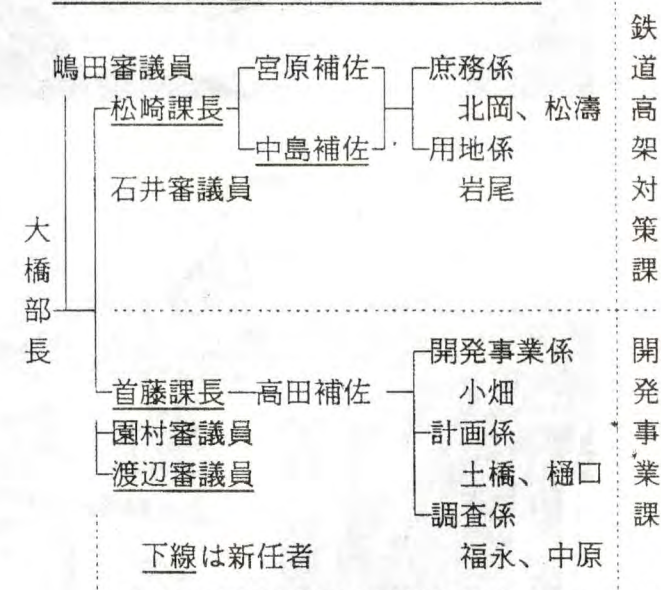 嶋田審議員
宮原補佐
庶務係
松崎課長
北岡、松濤
中島補佐
用地係
石井審議員
岩尾
鉄道高架対策課
大橋部長
開発事業係
首藤課長
高田補佐
小畑
園村審議員
計画係
渡辺審議員
土橋、樋口
調査係
下線は新任者
福永、中原
開発事業課